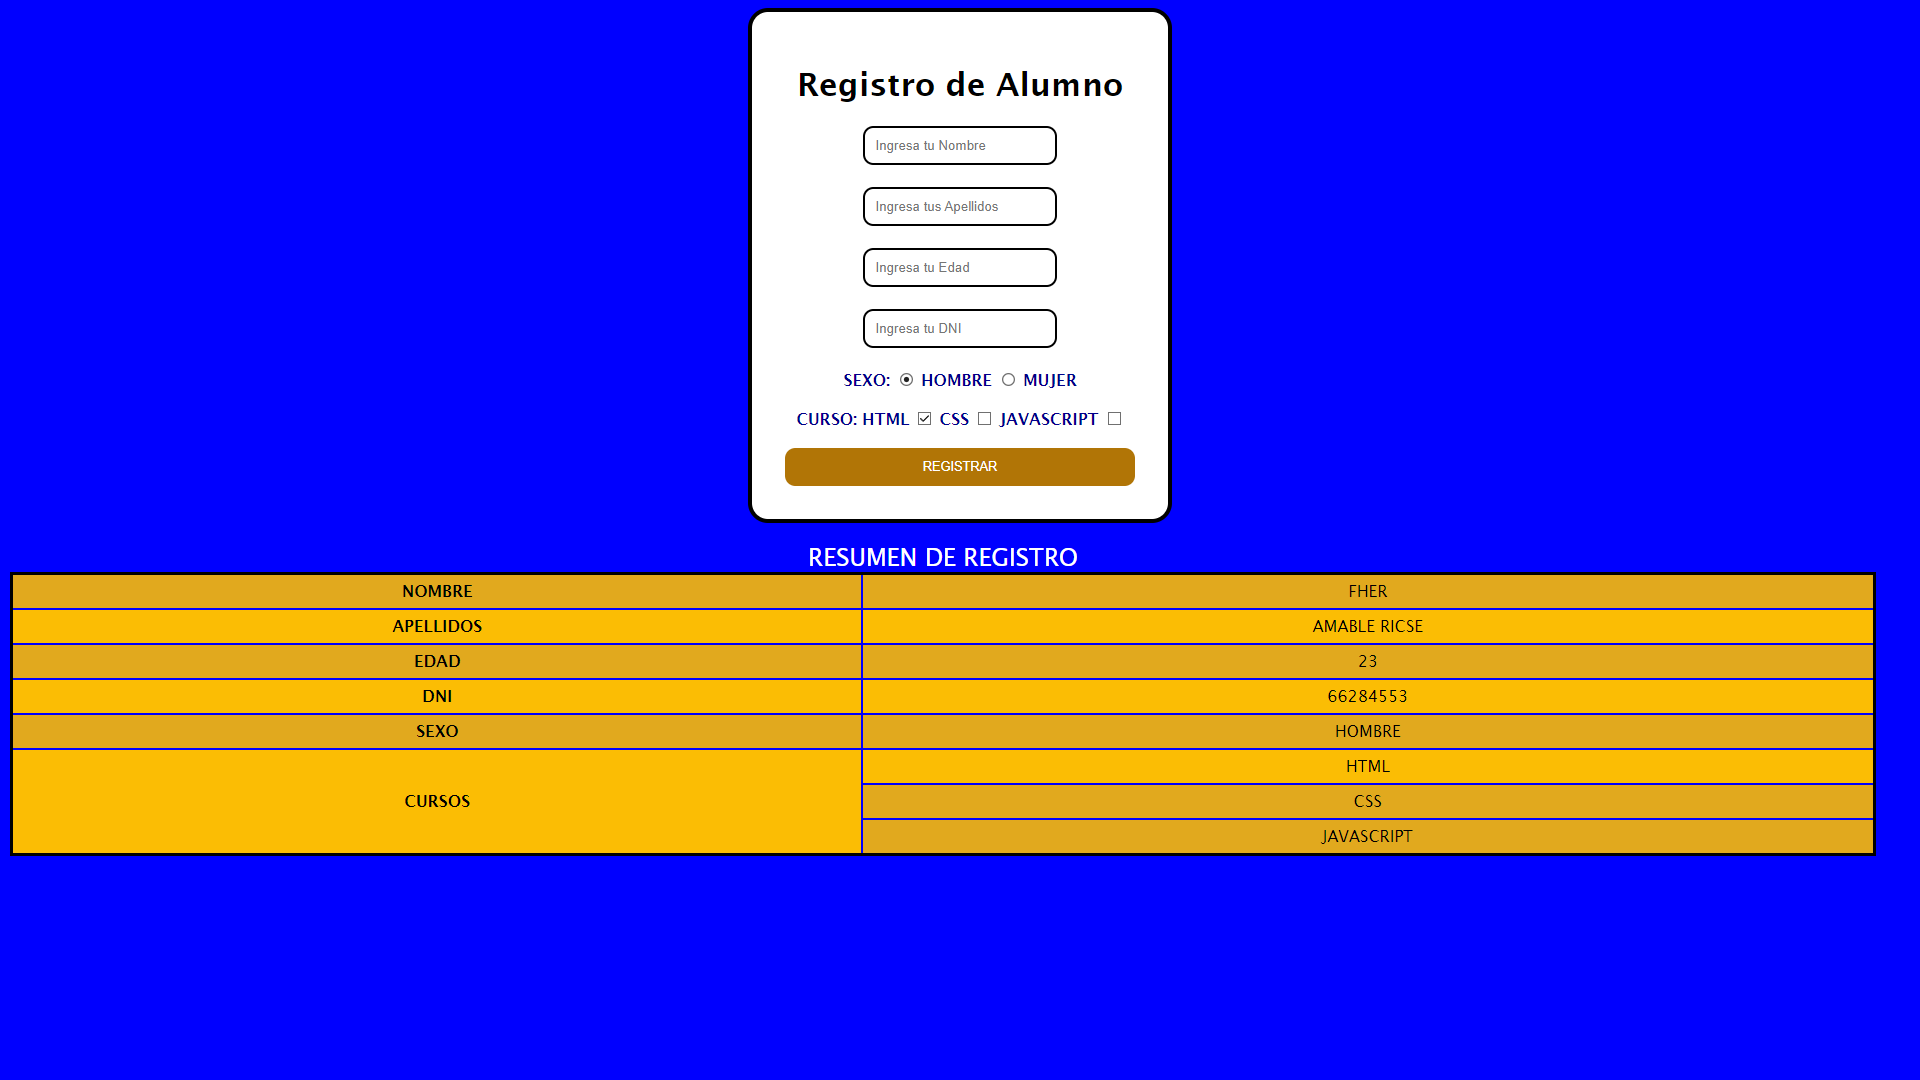 Registro de Alumno
Ingresa tu Nombre
Ingresa tus Apellidos
Ingresa tu Edad
Ingresa tu DNI
SEXO: HOMBRE MUJER
CURSO: HTML CSS JAVASCRIPT
REGISTRAR
RESUMEN DE REGISTRO
NOMBRE FHER
APELLIDOS AMABLE RICSE
EDAD 23
DNI 66284553
SEXO HOMBRE
CURSOS HTML
CSS
JAVASCRIPT